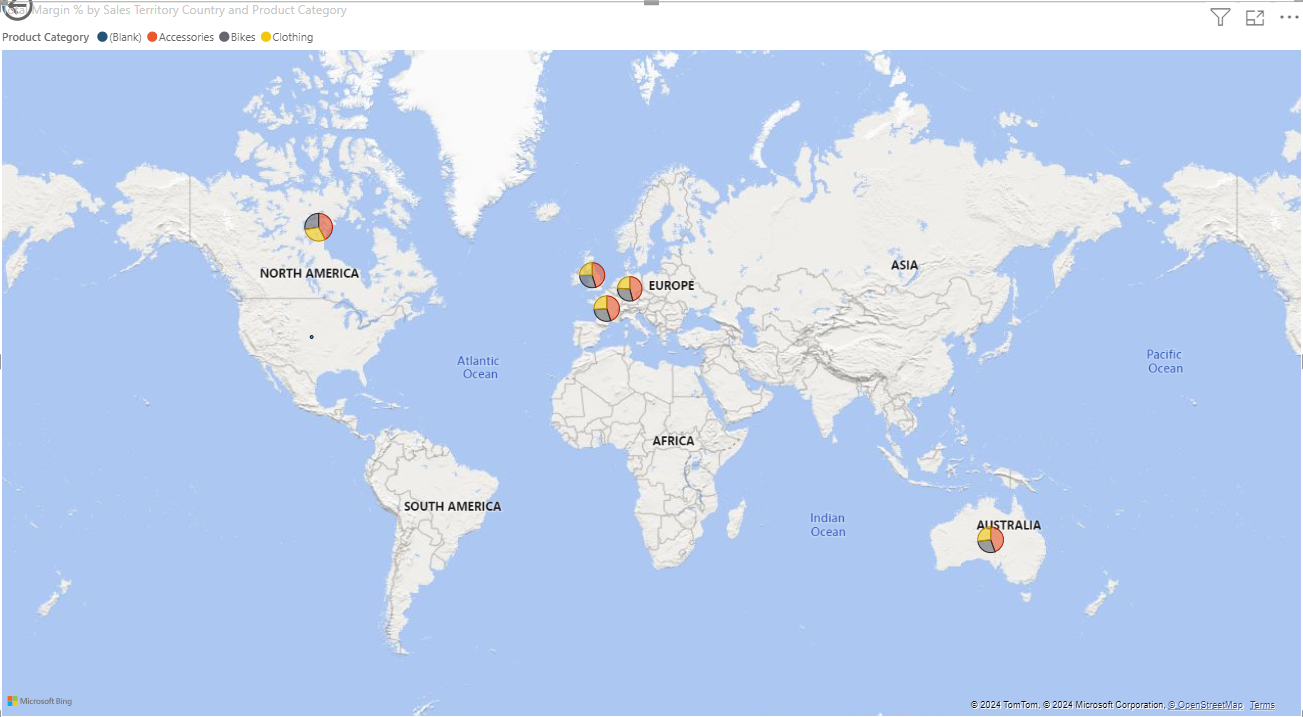 Margin % by Sales Territory Country and Product Category
Product Category (Blank) Accessories Bikes Clothing
NORTH AMERICA
EUROPE
ASIA
Atlantic
Ocean
Pacific
Ocean
AFRICA
SOUTH AMERICA
Indian
Ocean
AUSTRALIA
Microsoft Bing
© 2024 TomTom, © 2024 Microsoft Corporation, © OpenStreetMap Terms